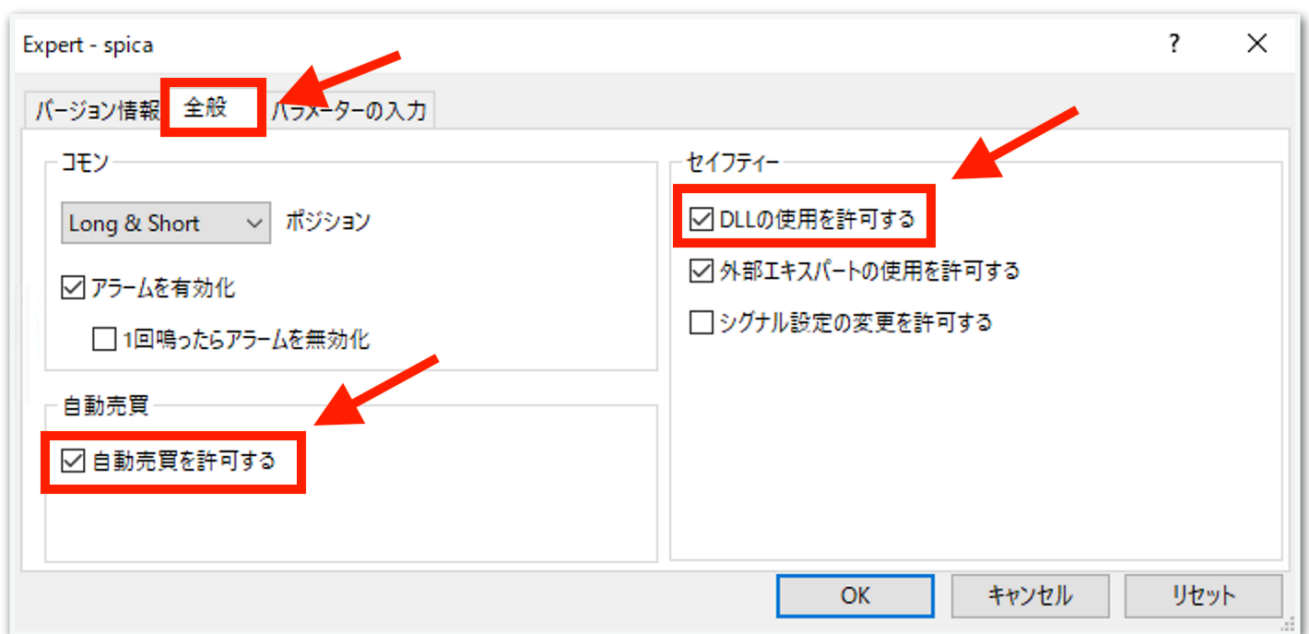 Expert - spica
?
バージョン情報 全般 パラメーターの入力
コモン
Long & Short ポジション
アラームを有効化
1回鳴ったらアラームを無効化
自動売買
自動売買を許可する
セイフティー
DLLの使用を許可する
外部エキスパートの使用を許可する
シグナル設定の変更を許可する
OK キャンセル リセット